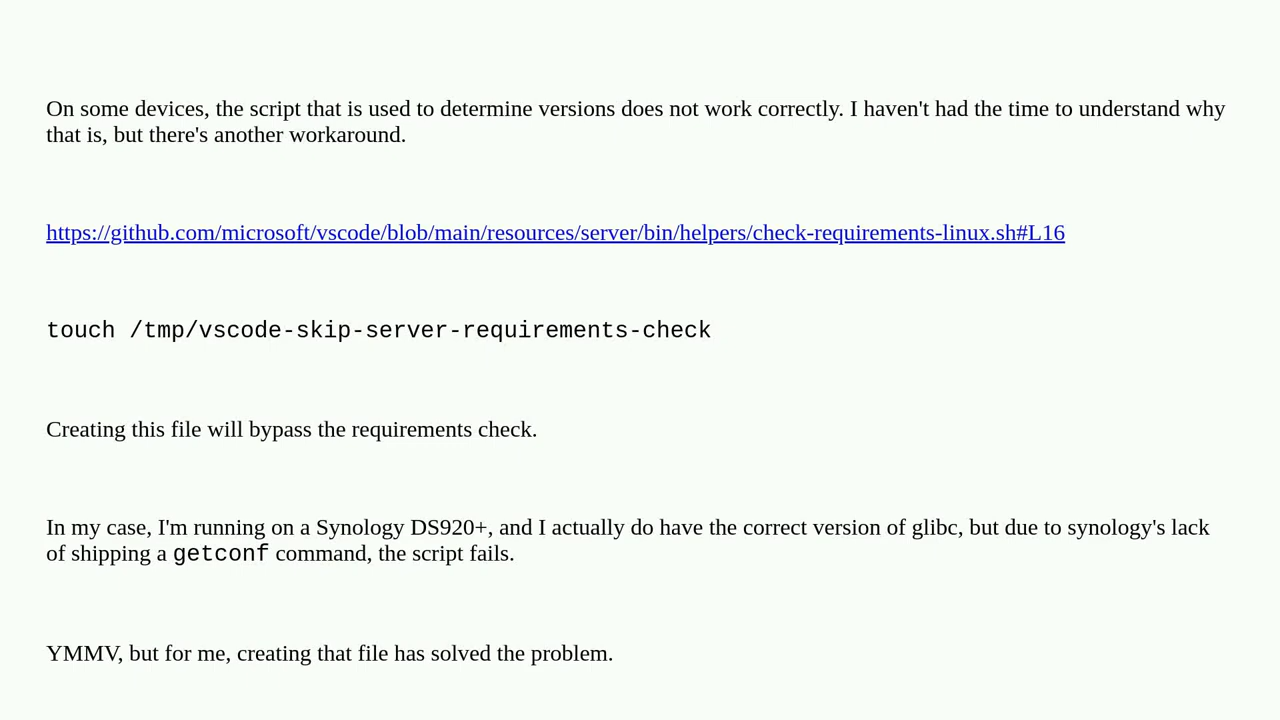 On some devices, the script that is used to determine versions does not work correctly. I haven't had the time to understand why
that is, but there's another workaround.
https://github.com/microsoft/vscode/blob/main/resources/server/bin/helpers/check-requirements-linux.sh#L16
touch /tmp/vscode-skip-server-requirements-check
Creating this file will bypass the requirements check.
In my case, I'm running on a Synology DS920+, and I actually do have the correct version of glibc, but due to synology's lack
of shipping a getconf command, the script fails.
YMMV, but for me, creating that file has solved the problem.